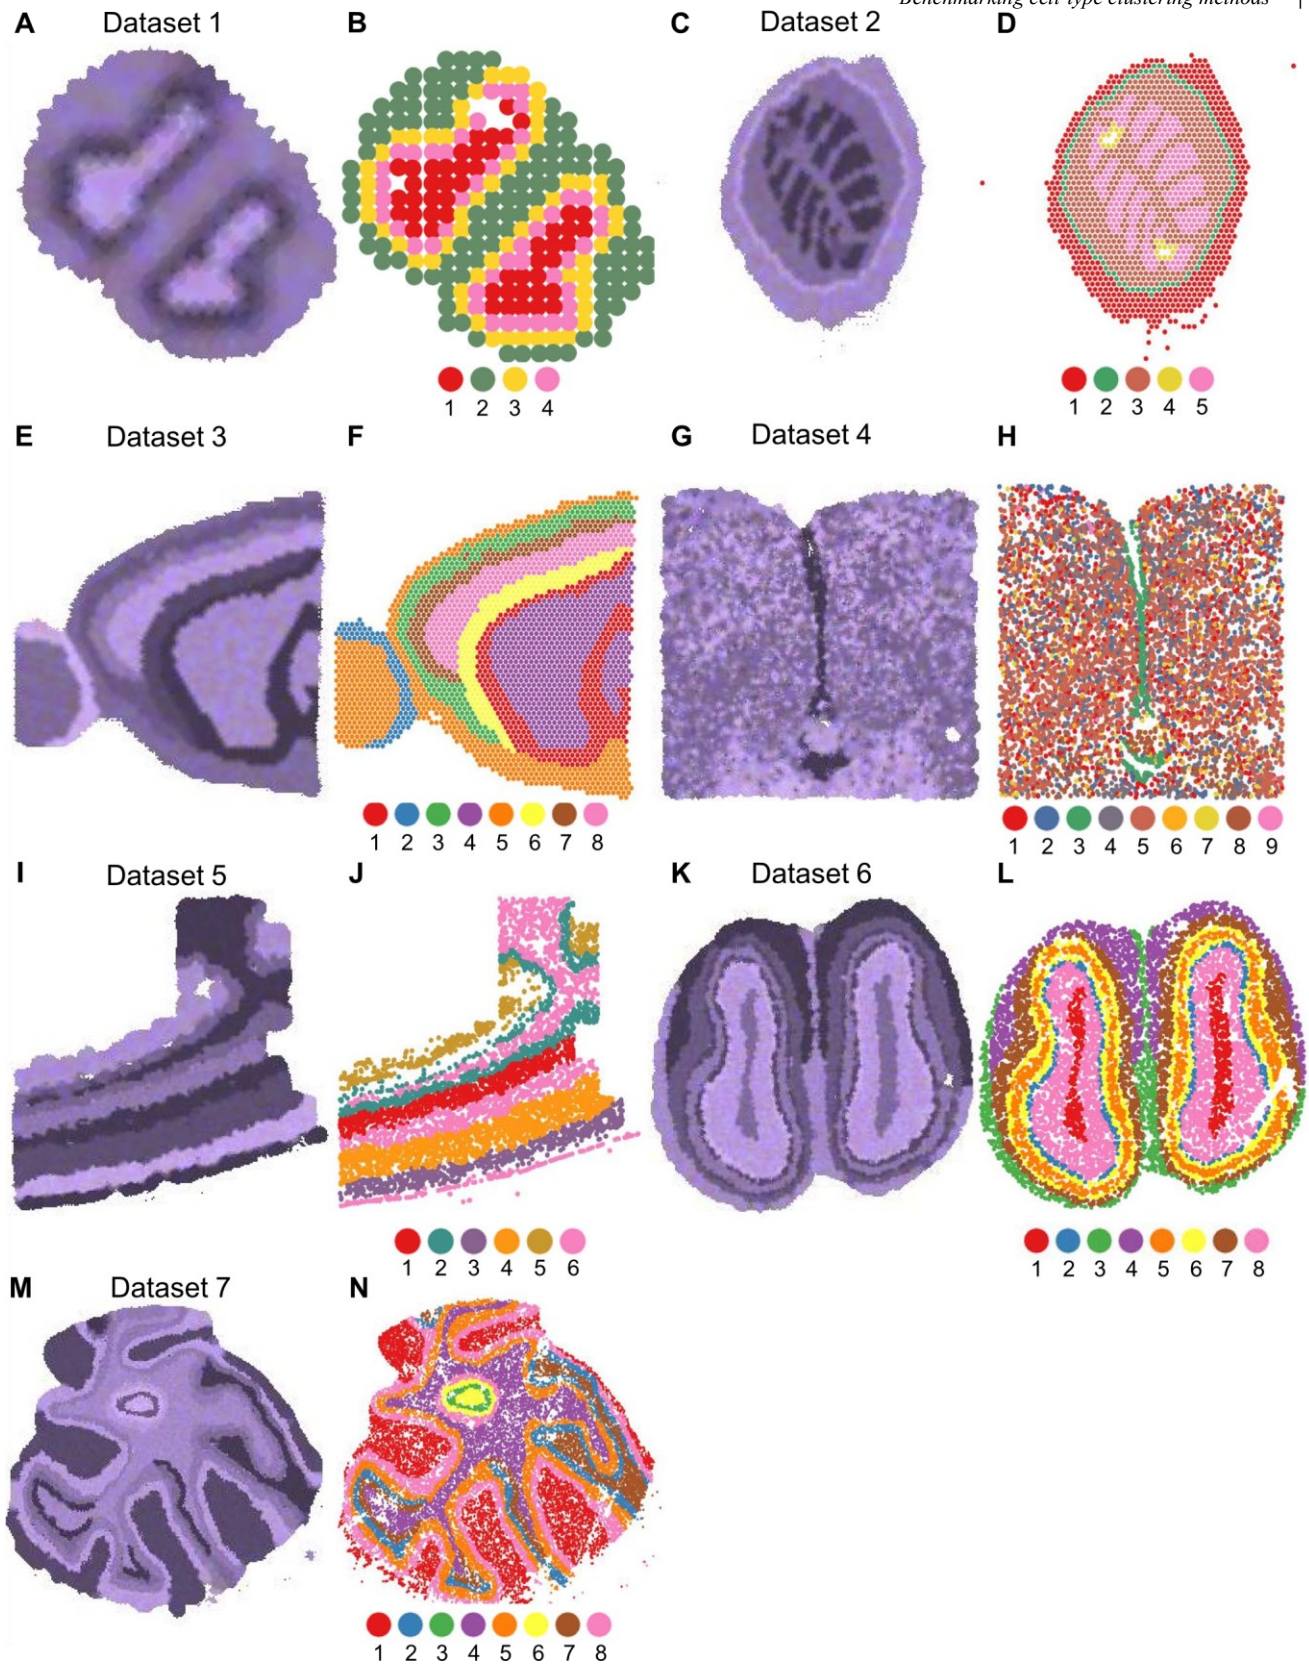 Benchmarking cell-type clustering methods |
A Dataset 1 B C Dataset 2 D
1 2 3 4
1 2 3 4 5
E Dataset 3 F G Dataset 4 H
1 2 3 4 5 6 7 8
1 2 3 4 5 6 7 8 9
I Dataset 5 J K Dataset 6 L
1 2 3 4 5 6
1 2 3 4 5 6 7 8
M Dataset 7 N
1 2 3 4 5 6 7 8